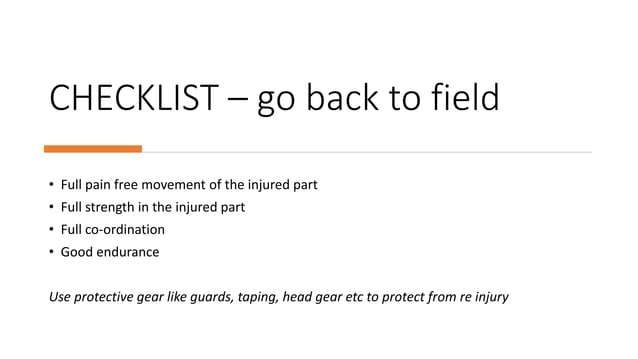 CHECKLIST – go back to field
• Full pain free movement of the injured part
• Full strength in the injured part
• Full co-ordination
• Good endurance
Use protective gear like guards, taping, head gear etc to protect from re injury